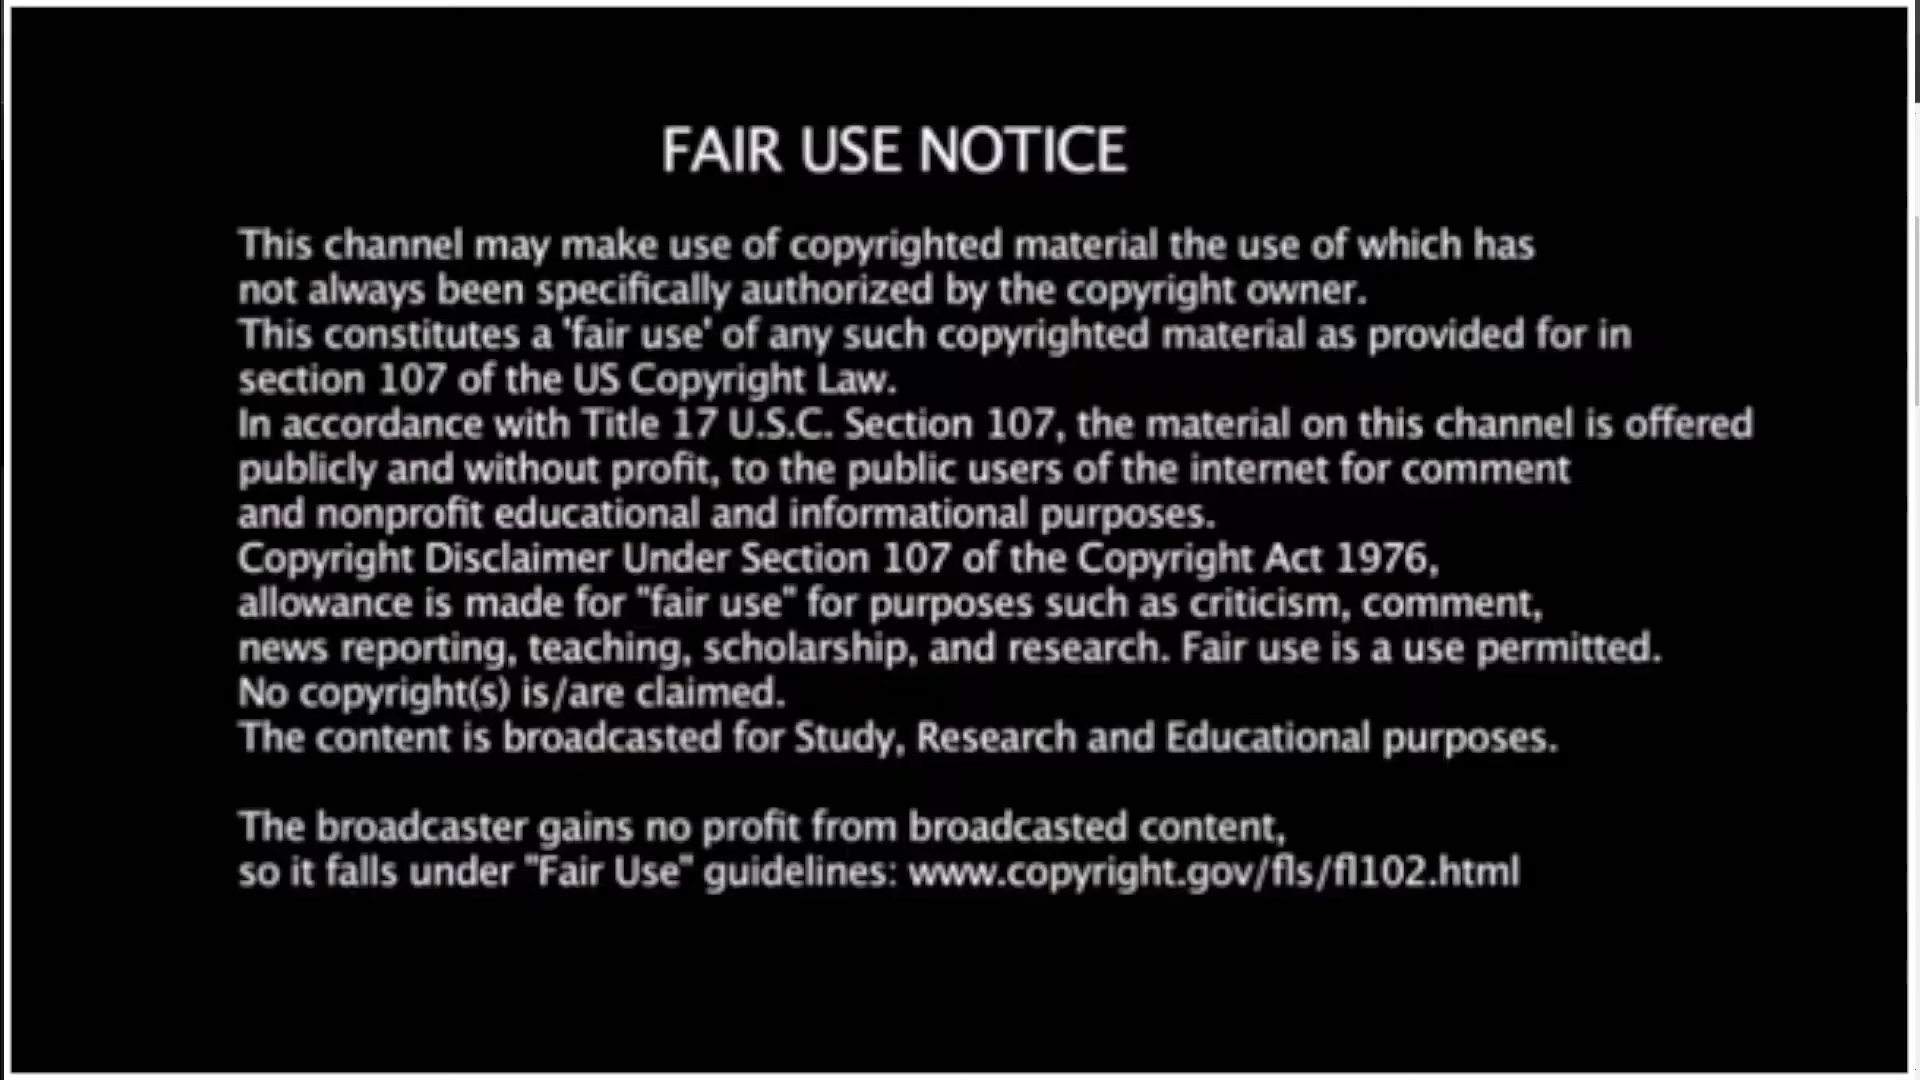 FAIR USE NOTICE
This channel may make use of copyrighted material the use of which has
not always been specifically authorized by the copyright owner.
This constitutes a 'fair use' of any such copyrighted material as provided for in
section 107 of the US Copyright Law.
In accordance with Title 17 U.S.C. Section 107, the material on this channel is offered
publicly and without profit, to the public users of the internet for comment
and nonprofit educational and informational purposes.
Copyright Disclaimer Under Section 107 of the Copyright Act 1976,
allowance is made for "fair use" for purposes such as criticism, comment,
news reporting, teaching, scholarship, and research. Fair use is a use permitted.
No copyright(s) is/are claimed.
The content is broadcasted for Study, Research and Educational purposes.
The broadcaster gains no profit from broadcasted content,
so it falls under "Fair Use" guidelines: www.copyright.gov/fls/fl102.html